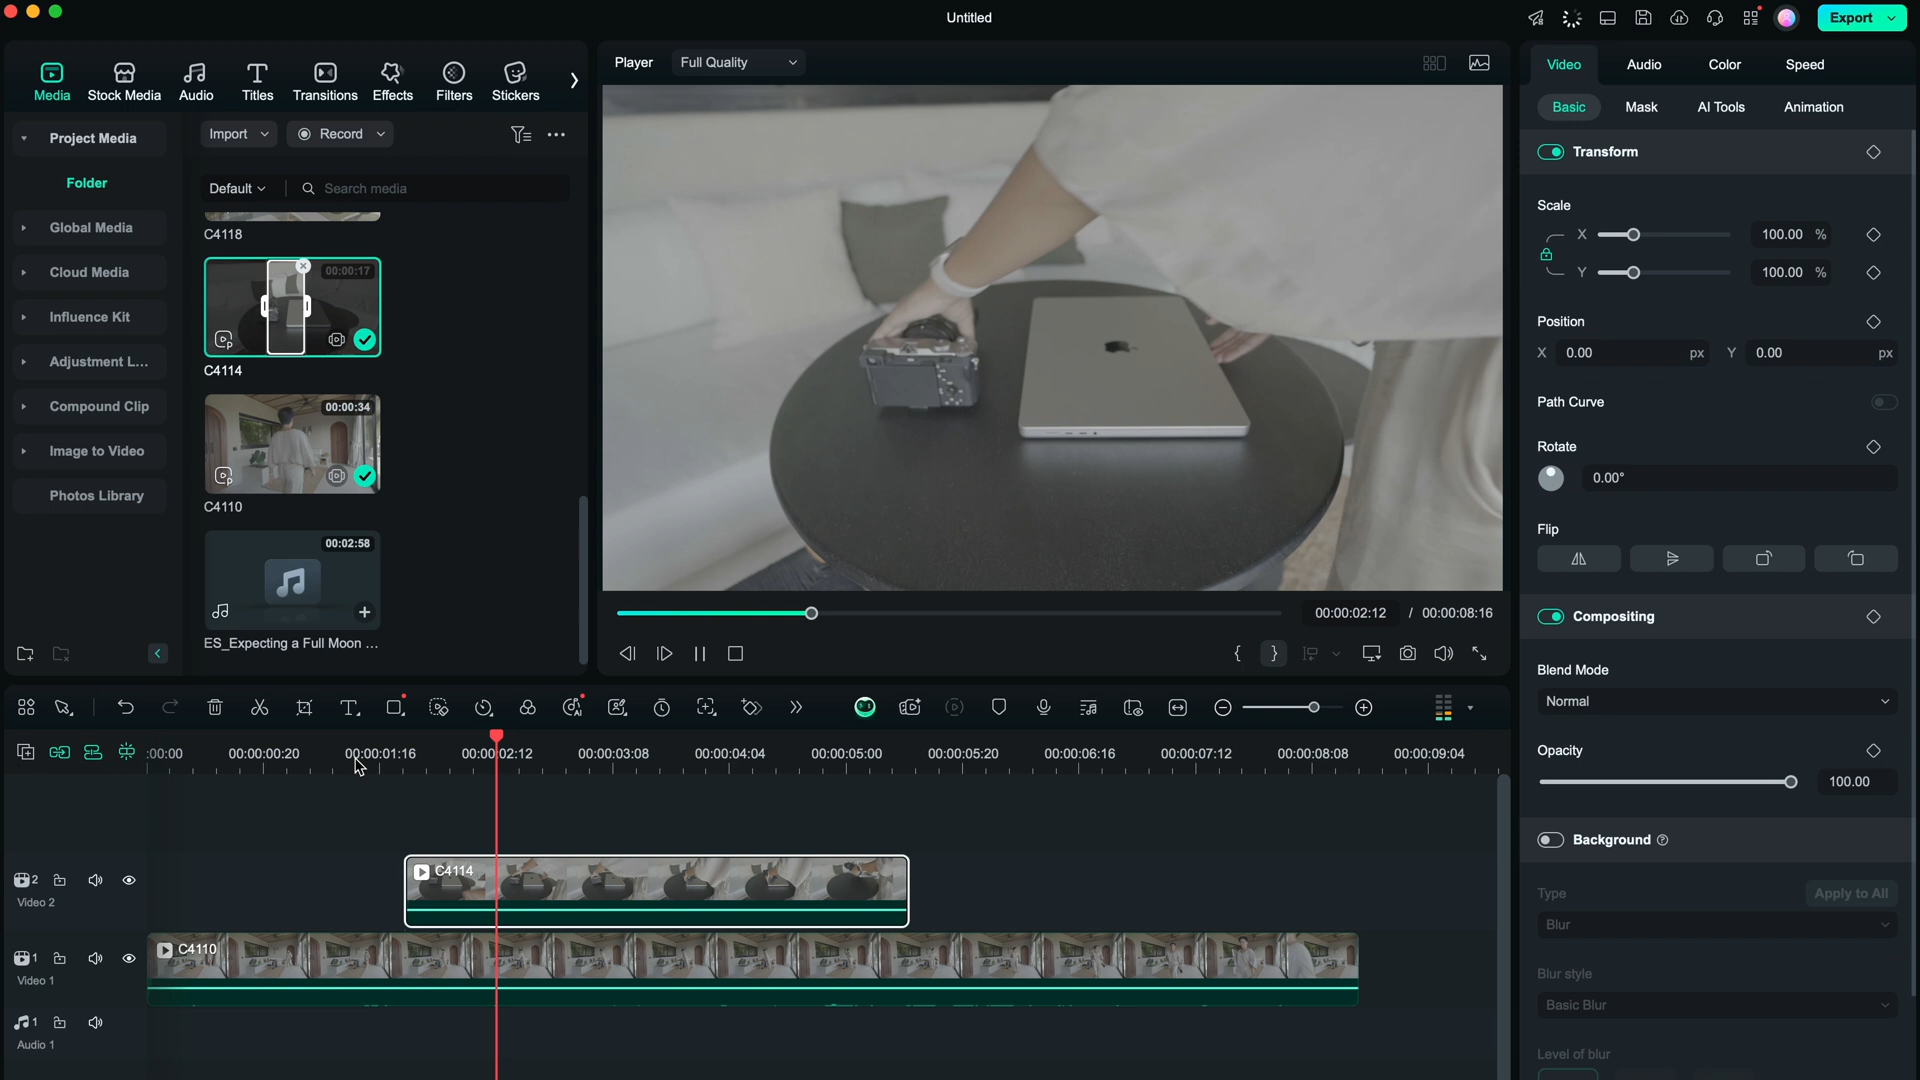 Untitled
Export
Media
Stock Media
Audio
Titles
Transitions
Effects
Filters
Stickers
Project Media
Folder
Global Media
Cloud Media
Influence Kit
Adjustment L...
Compound Clip
Image to Video
Photos Library
Import
Record
Default
Search media
C4118
00:00:17
C4114
00:00:34
C4110
00:02:58
ES_Expecting a Full Moon ...
Player
Full Quality
00:00:02:12 / 00:00:08:16
Video
Audio
Color
Speed
Basic
Mask
AI Tools
Animation
Transform
Scale
X 100.00 %
Y 100.00 %
Position
X 0.00 px Y 0.00 px
Path Curve
Rotate
0.00°
Flip
Compositing
Blend Mode
Normal
Opacity
100.00
Background
Type
Apply to All
Blur
Blur style
Basic Blur
Level of blur
:00:00 00:00:00:20 00:00:01:16 00:00:02:12 00:00:03:08 00:00:04:04 00:00:05:00 00:00:05:20 00:00:06:16 00:00:07:12 00:00:08:08 00:00:09:04
2
Video 2
C4114
1
Video 1
C4110
1
Audio 1